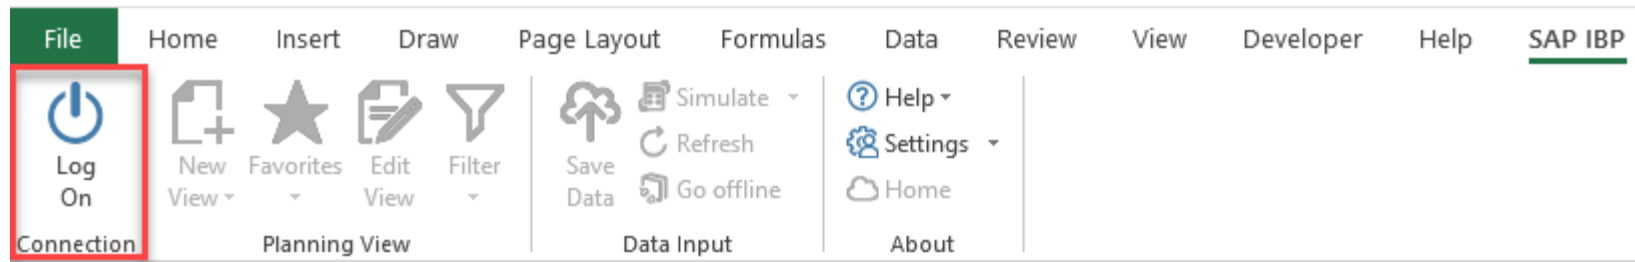 File Home Insert Draw Page Layout Formulas Data Review View Developer Help SAP IBP
Log
On
Connection
New
View
Favorites
Edit
View
Filter
Planning View
Save
Data
Simulate
Refresh
Go offline
Data Input
Help
Settings
Home
About